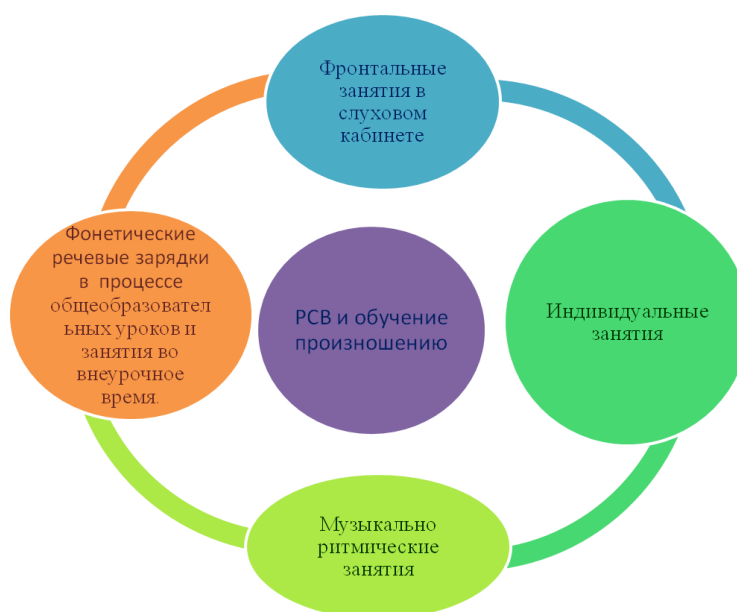 Фронтальные
занятия в
слуховом
кабинете
Фонетические
речевые зарядки
в процессе
общеобразовател
ьных уроков и
занятия во
внеурочное
время.
РСВ и обучение
произношению
Индивидуальные
занятия
Музыкально
ритмические
занятия